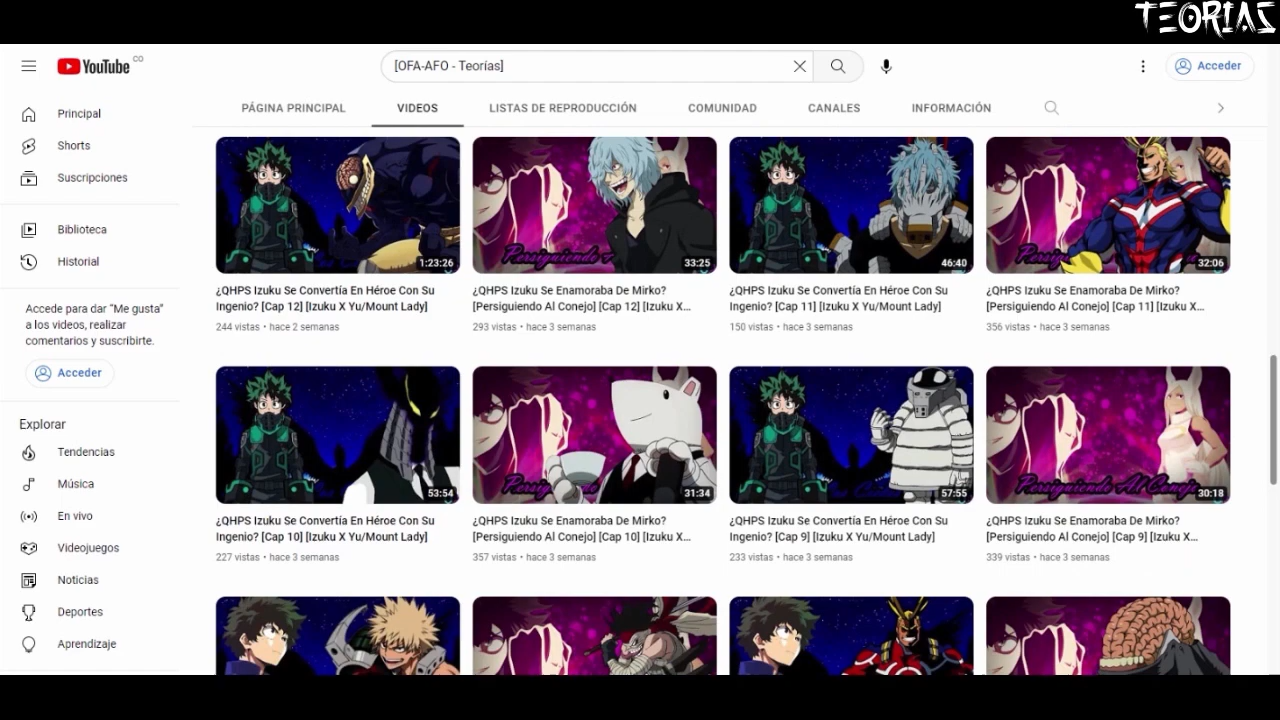 TEORIAS
YouTube CO
[OFA-AFO - Teorías]
Acceder
PÁGINA PRINCIPAL VIDEOS LISTAS DE REPRODUCCIÓN COMUNIDAD CANALES INFORMACIÓN
Principal
Shorts
Suscripciones
Biblioteca
Historial
Accede para dar “Me gusta”
a los videos, realizar
comentarios y suscribirte.
Acceder
Explorar
Tendencias
Música
En vivo
Videojuegos
Noticias
Deportes
Aprendizaje
1:23:26
¿QHPS Izuku Se Convertía En Héroe Con Su
Ingenio? [Cap 12] [Izuku X Yu/Mount Lady]
244 vistas • hace 2 semanas
Persiguiendo
33:25
¿QHPS Izuku Se Enamoraba De Mirko?
[Persiguiendo Al Conejo] [Cap 12] [Izuku X...
293 vistas • hace 3 semanas
46:40
¿QHPS Izuku Se Convertía En Héroe Con Su
Ingenio? [Cap 11] [Izuku X Yu/Mount Lady]
150 vistas • hace 3 semanas
32:06
¿QHPS Izuku Se Enamoraba De Mirko?
[Persiguiendo Al Conejo] [Cap 11] [Izuku X...
356 vistas • hace 3 semanas
53:54
¿QHPS Izuku Se Convertía En Héroe Con Su
Ingenio? [Cap 10] [Izuku X Yu/Mount Lady]
227 vistas • hace 3 semanas
31:34
¿QHPS Izuku Se Enamoraba De Mirko?
[Persiguiendo Al Conejo] [Cap 10] [Izuku X...
357 vistas • hace 3 semanas
57:55
¿QHPS Izuku Se Convertía En Héroe Con Su
Ingenio? [Cap 9] [Izuku X Yu/Mount Lady]
233 vistas • hace 3 semanas
Persiguiendo Al Conejo
30:18
¿QHPS Izuku Se Enamoraba De Mirko?
[Persiguiendo Al Conejo] [Cap 9] [Izuku X...
339 vistas • hace 3 semanas